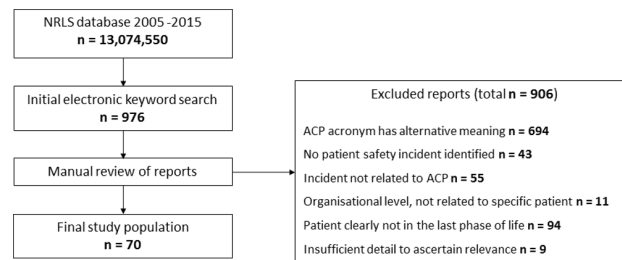 NRLS database 2005 -2015
n = 13,074,550
Initial electronic keyword search
n = 976
Manual review of reports
Final study population
n = 70
Excluded reports (total n = 906)
ACP acronym has alternative meaning n = 694
No patient safety incident identified n = 43
Incident not related to ACP n = 55
Organisational level, not related to specific patient n = 11
Patient clearly not in the last phase of life n = 94
Insufficient detail to ascertain relevance n = 9